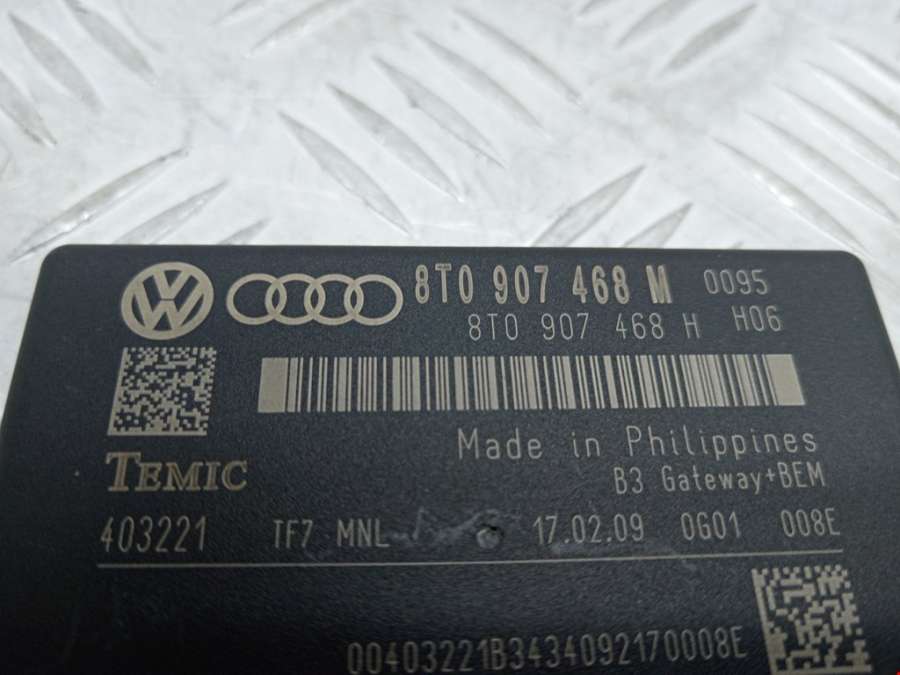 8T0 907 468 M 0095
8T0 907 468 H H06
Made in Philippines
TEMIC
B3 Gateway+BEM
403221 TF7 MNL 17.02.09 0G01 008E
00403221B3434092170008E